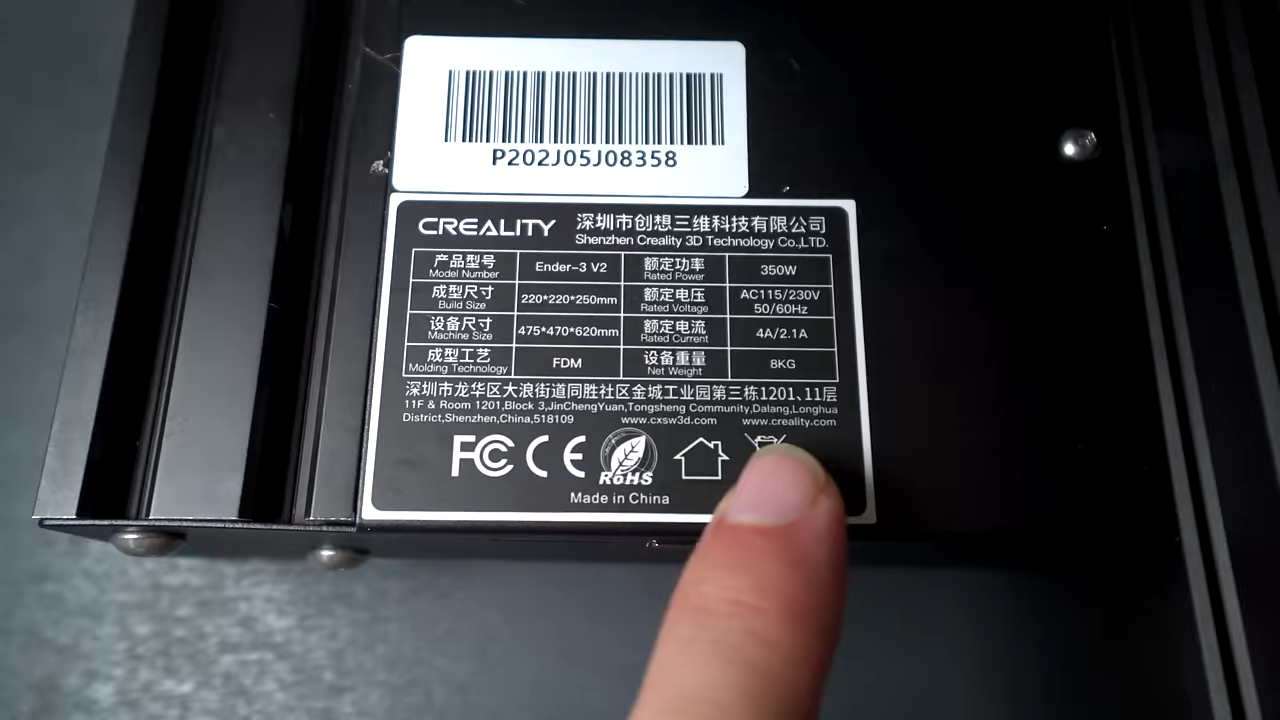 P202J05J08358
CREALITY 深圳市创想三维科技有限公司
Shenzhen Creality 3D Technology Co.,LTD.
产品型号 Ender-3 V2 额定功率 350W
Model Number Rated Power
成型尺寸 220*220*250mm 额定电压 AC115/230V
Build Size Rated Voltage 50/60Hz
设备尺寸 475*470*620mm 额定电流 4A/2.1A
Machine Size Rated Current
成型工艺 FDM 设备重量 8KG
Molding Technology Net Weight
深圳市龙华区大浪街道同胜社区金城工业园第三栋1201、11层
11F & Room 1201,Block 3,JinChengYuan,Tongsheng Community,Dalang,Longhua
District,Shenzhen,China,518109 www.cxsw3d.com www.creality.com
FC CE RoHS
Made in China